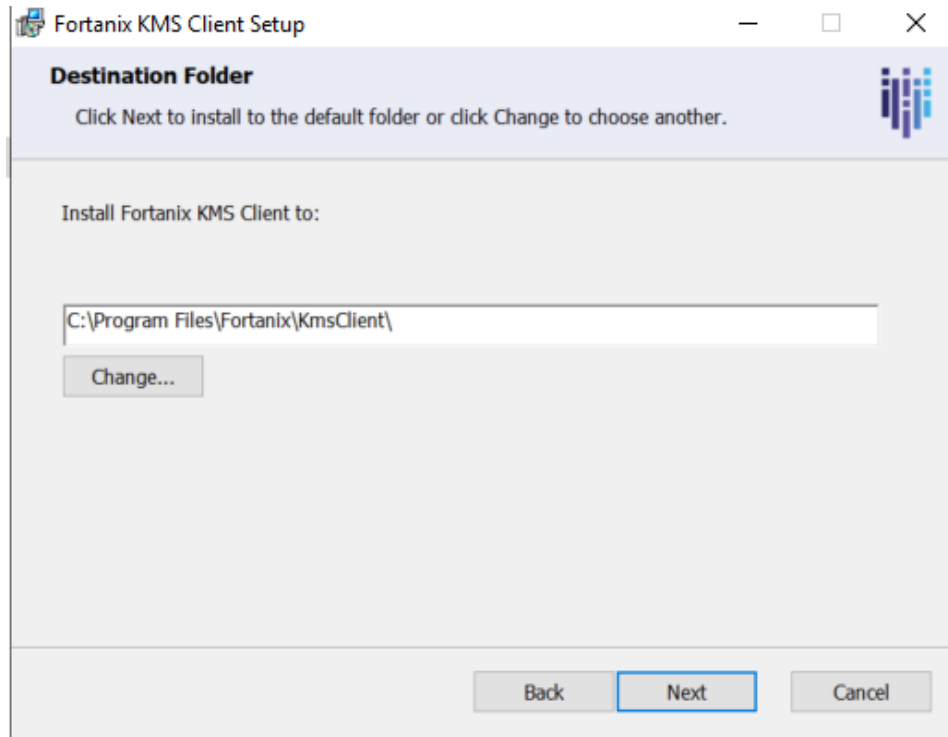 Fortanix KMS Client Setup
Destination Folder
Click Next to install to the default folder or click Change to choose another.
Install Fortanix KMS Client to:
C:\Program Files\Fortanix\KmsClient\
Change...
Back Next Cancel